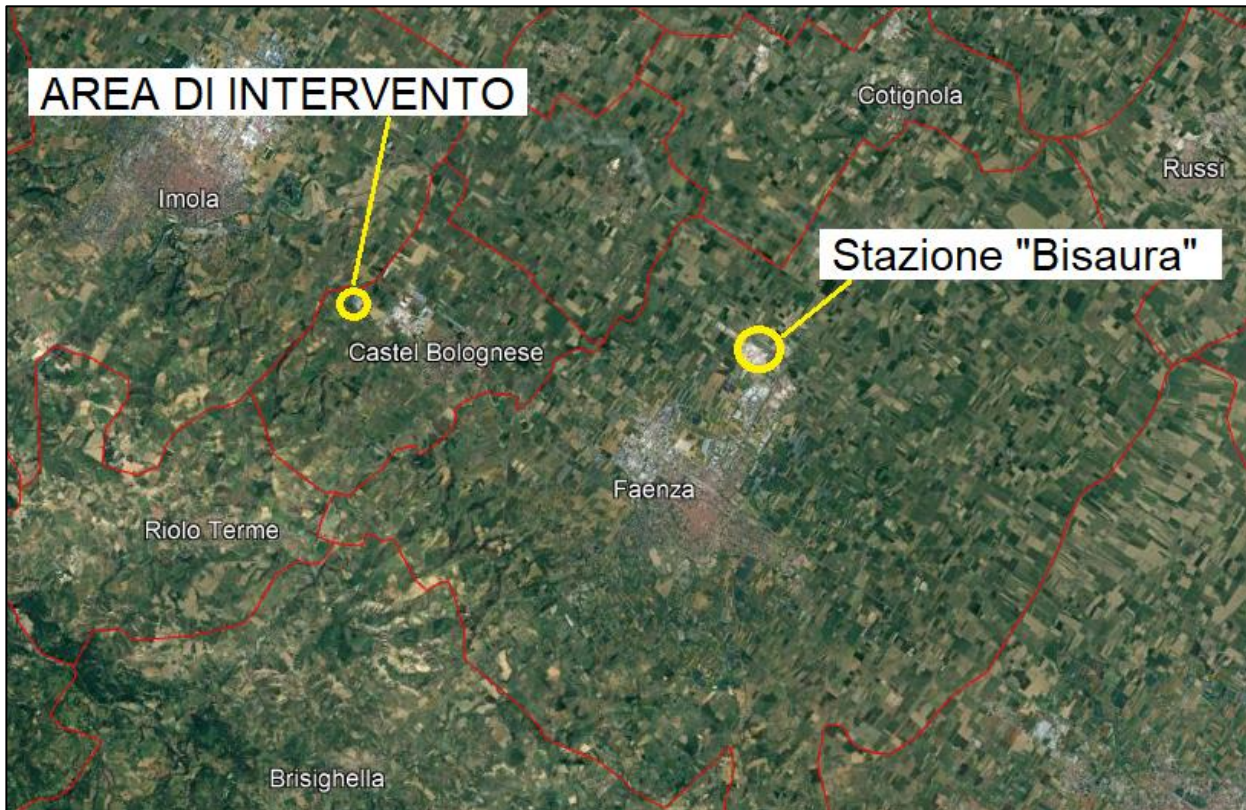 AREA DI INTERVENTO
Cotignola
Russi
Imola
Stazione "Bisaura"
Castel Bolognese
Faenza
Riolo Terme
Brisighella